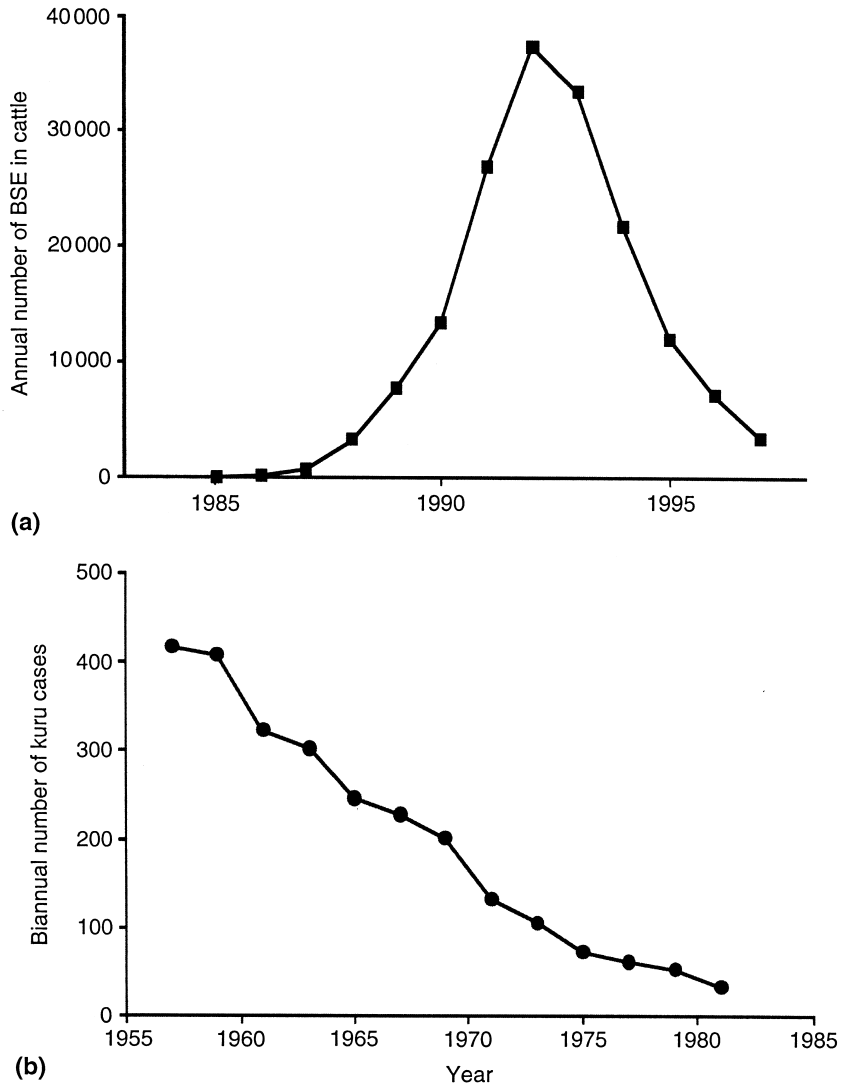 40 000
30 000
20 000
10 000
0
Annual number of BSE in cattle
1985 1990 1995
(a)
500
400
300
200
100
0
Biannual number of kuru cases
1955 1960 1965 1970 1975 1980 1985
Year
(b)